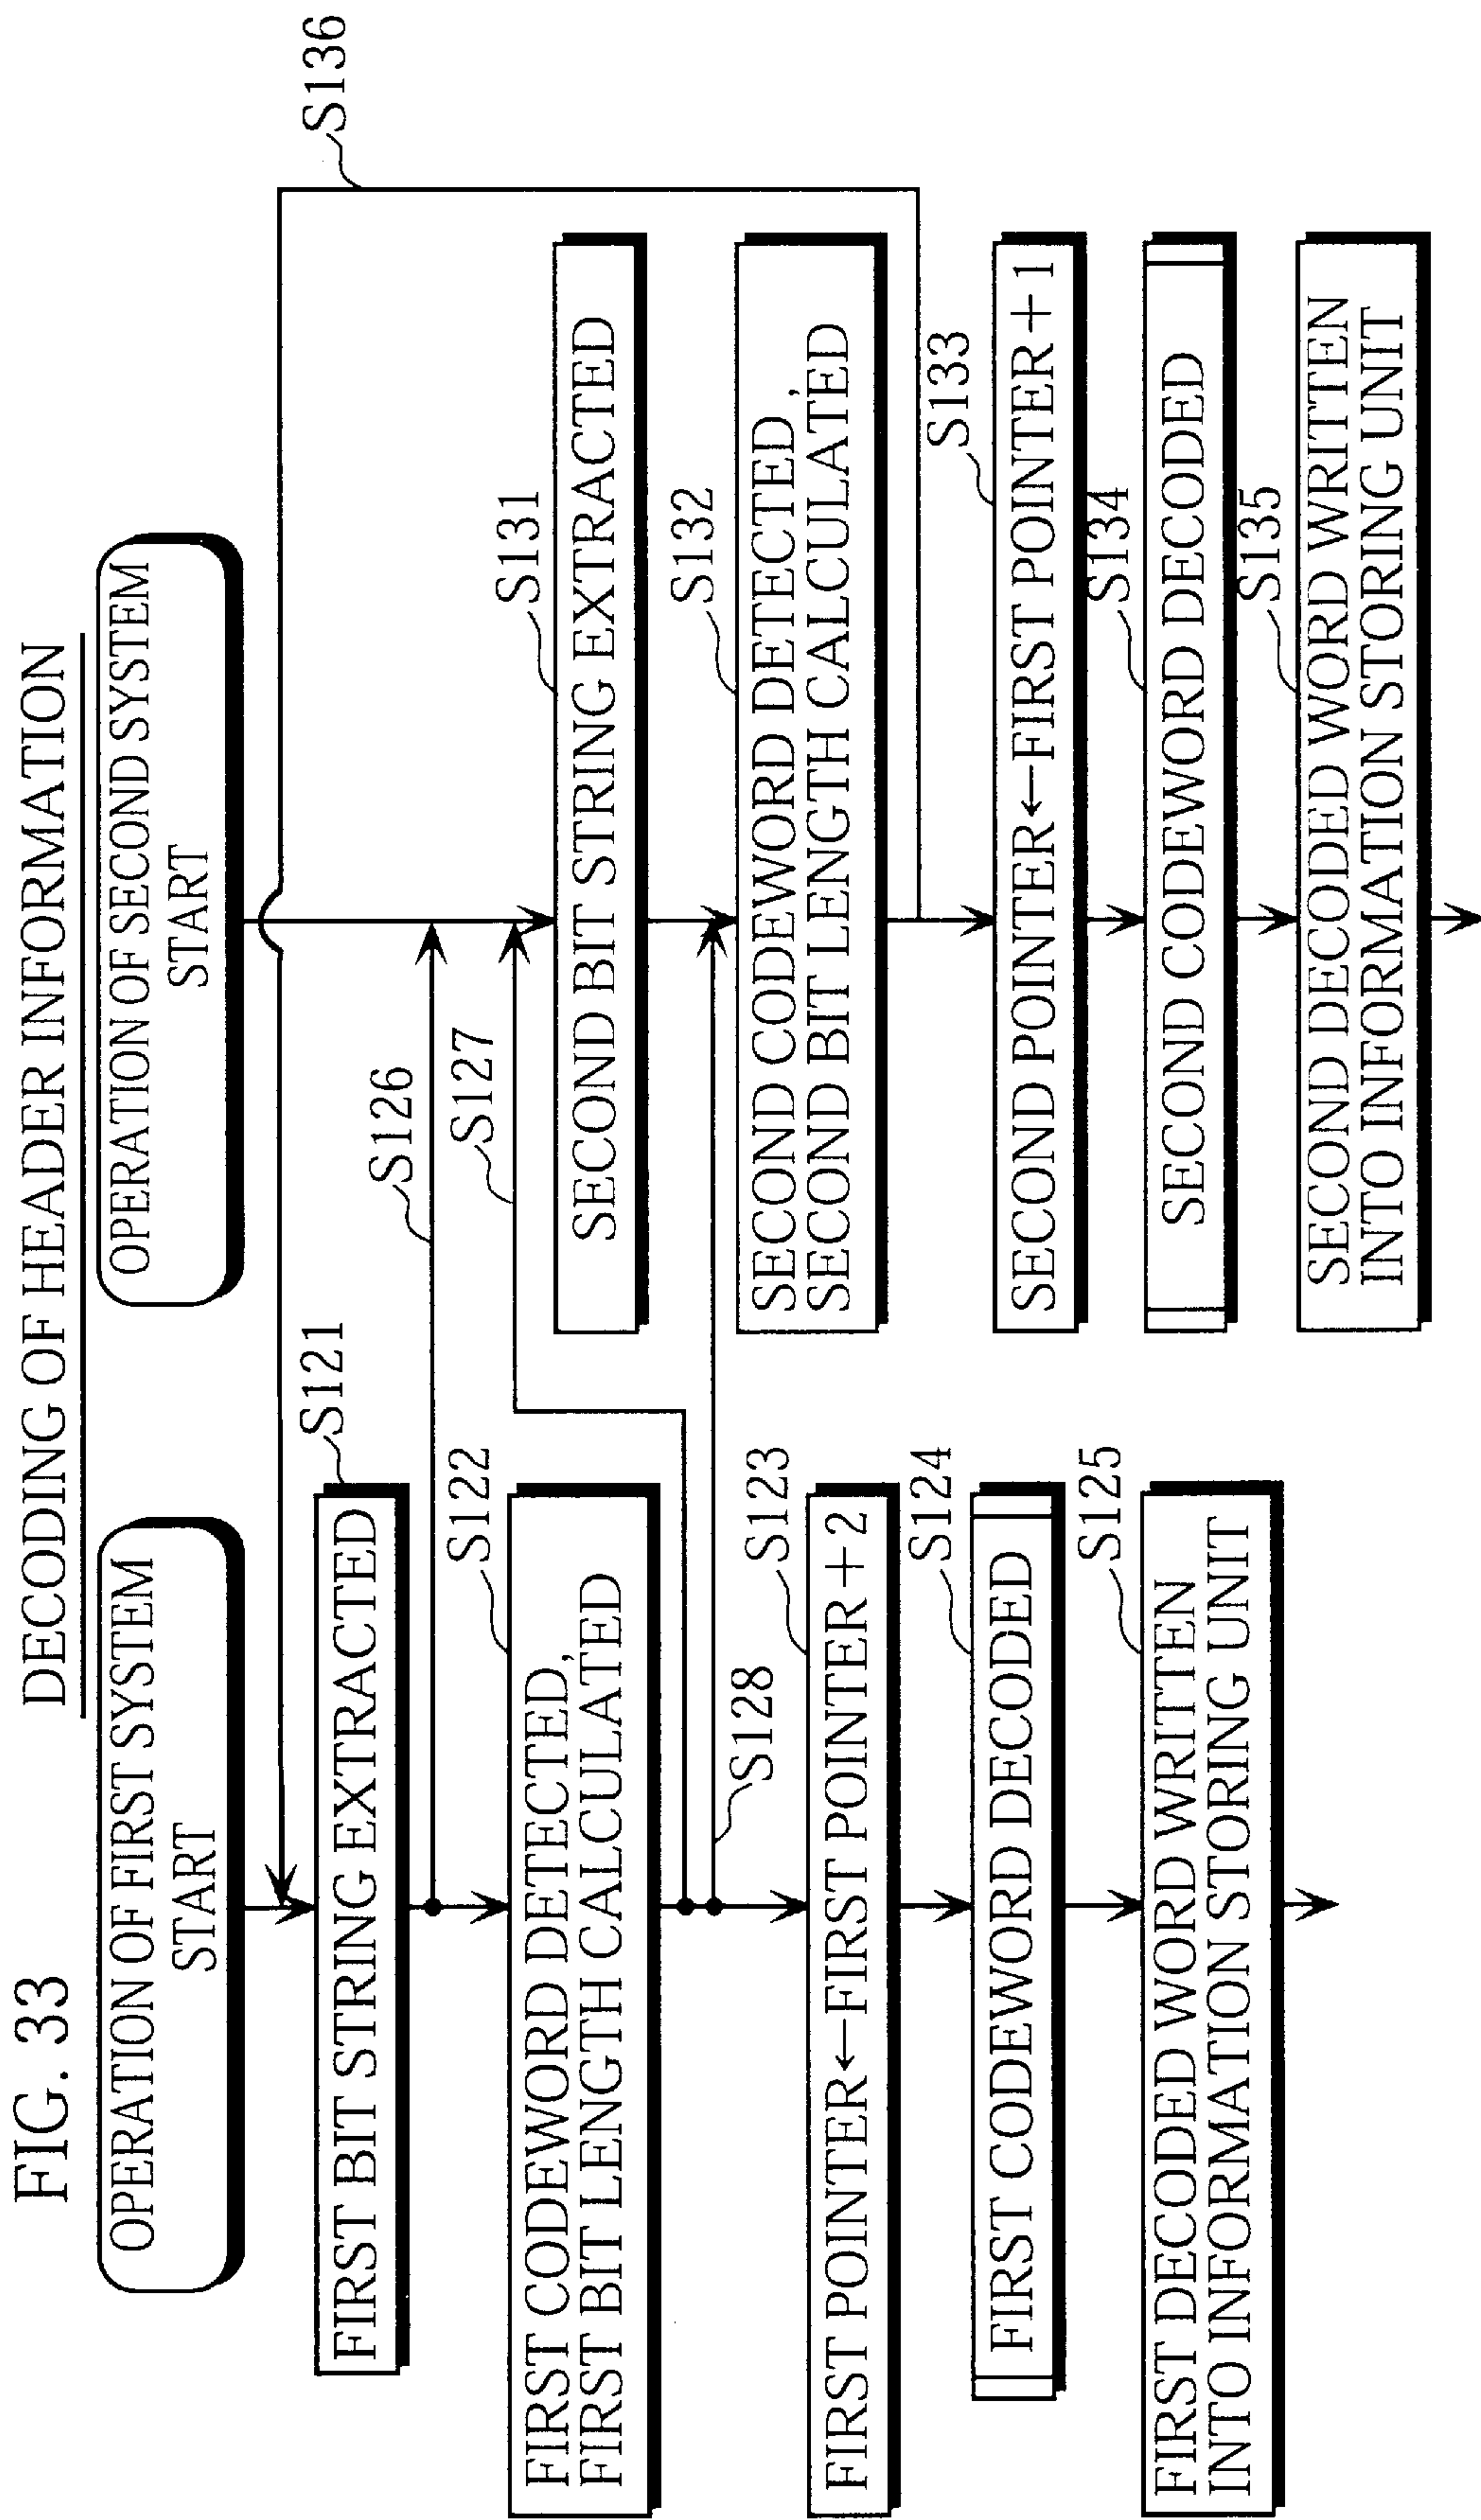 FIG. 33
DECODING OF HEADER INFORMATION
OPERATION OF FIRST SYSTEM
START
S121
FIRST BIT STRING EXTRACTED
S126
S122
FIRST CODEWORD DETECTED,
FIRST BIT LENGTH CALCULATED
S127
S128
S123
FIRST POINTER←FIRST POINTER+2
S124
FIRST CODEWORD DECODED
S125
FIRST DECODED WORD WRITTEN
INTO INFORMATION STORING UNIT
OPERATION OF SECOND SYSTEM
START
S136
S131
SECOND BIT STRING EXTRACTED
S132
SECOND CODEWORD DETECTED,
SECOND BIT LENGTH CALCULATED
S133
SECOND POINTER←FIRST POINTER+1
S134
SECOND CODEWORD DECODED
S135
SECOND DECODED WORD WRITTEN
INTO INFORMATION STORING UNIT